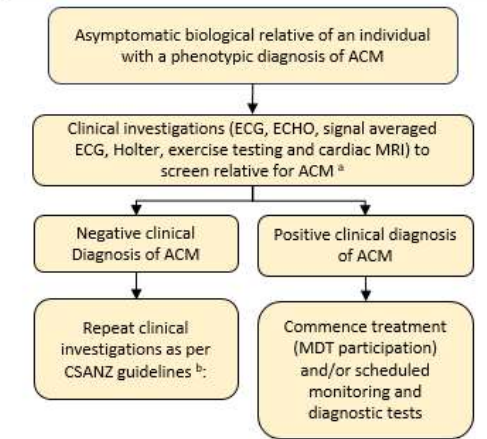 Asymptomatic biological relative of an individual
with a phenotypic diagnosis of ACM
Clinical investigations (ECG, ECHO, signal averaged
ECG, Holter, exercise testing and cardiac MRI) to
screen relative for ACM ᵃ
Negative clinical
Diagnosis of ACM
Positive clinical diagnosis
of ACM
Repeat clinical
investigations as per
CSANZ guidelines ᵇ:
Commence treatment
(MDT participation)
and/or scheduled
monitoring and
diagnostic tests